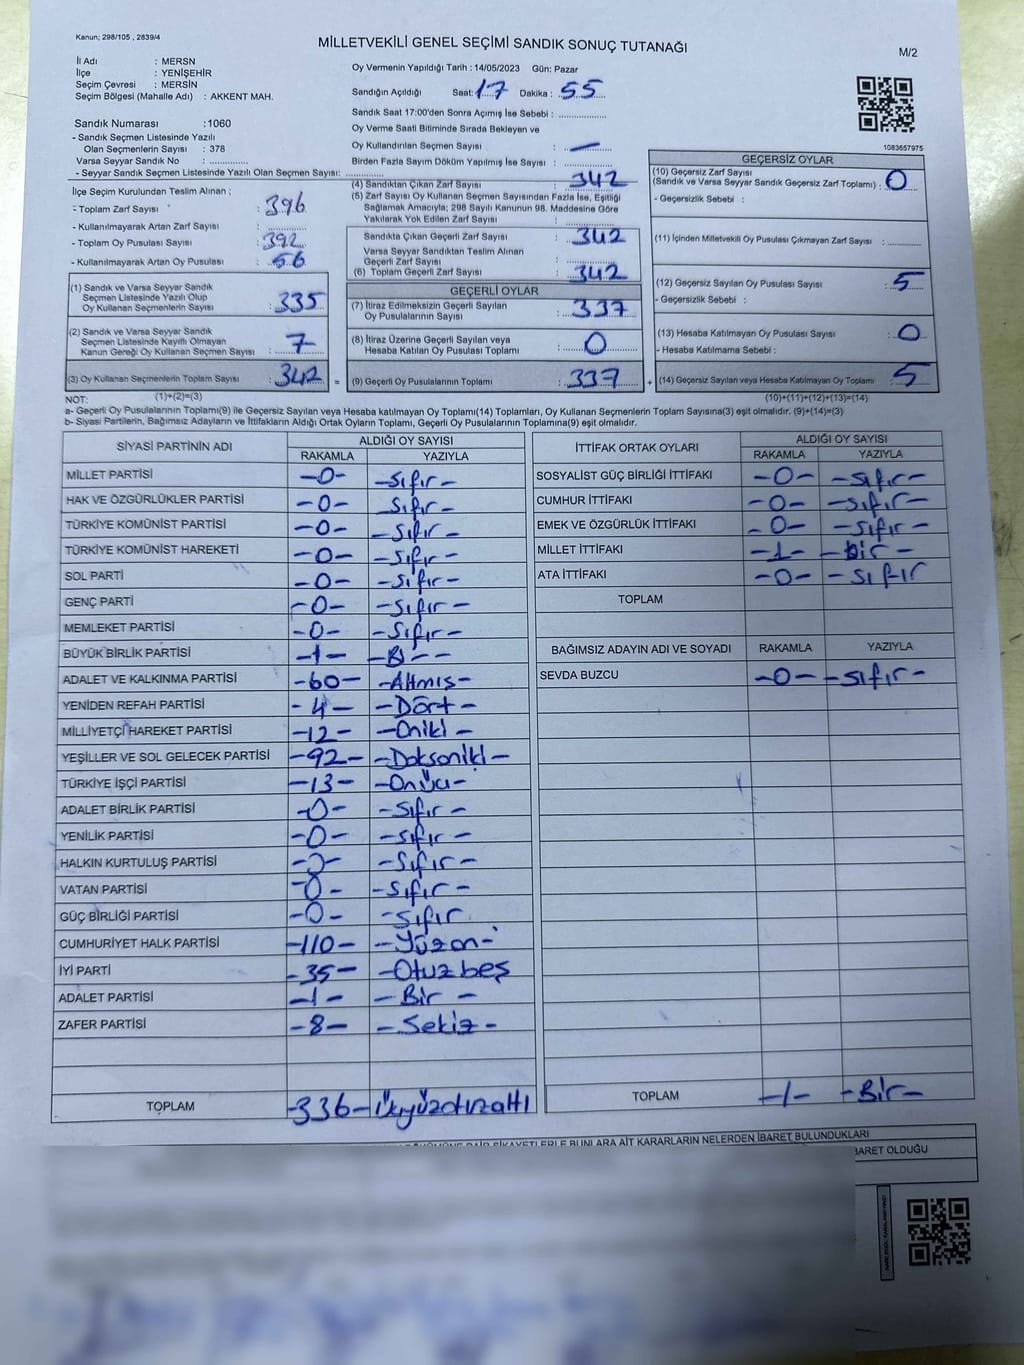 Kanun; 298/105 , 2839/4
MİLLETVEKİLİ GENEL SEÇİMİ SANDIK SONUÇ TUTANAĞI
M/2
İl Adı : MERSN
İlçe : YENİŞEHİR
Seçim Çevresi : MERSİN
Seçim Bölgesi (Mahalle Adı) : AKKENT MAH.
Oy Vermenin Yapıldığı Tarih : 14/05/2023 Gün: Pazar
Sandığın Açıldığı Saat: 17 Dakika : 55
Sandık Saat 17:00'den Sonra Açılmış İse Sebebi :
Oy Verme Saati Bitiminde Sırada Bekleyen ve
Oy Kullandırılan Seçmen Sayısı : —
Birden Fazla Sayım Döküm Yapılmış İse Sayısı :
1083657975
Sandık Numarası :1060
- Sandık Seçmen Listesinde Yazılı
Olan Seçmenlerin Sayısı : 378
Varsa Seyyar Sandık No :
- Seyyar Sandık Seçmen Listesinde Yazılı Olan Seçmen Sayısı:
İlçe Seçim Kurulundan Teslim Alınan ;
- Toplam Zarf Sayısı : 396
- Kullanılmayarak Artan Zarf Sayısı :
- Toplam Oy Pusulası Sayısı : 392
- Kullanılmayarak Artan Oy Pusulası : 56
(1) Sandık ve Varsa Seyyar Sandık
Seçmen Listesinde Yazılı Olup
Oy Kullanan Seçmenlerin Sayısı : 335
(2) Sandık ve Varsa Seyyar Sandık
Seçmen Listesinde Kayıtlı Olmayan
Kanun Gereği Oy Kullanan Seçmen Sayısı : 7
(3) Oy Kullanan Seçmenlerin Toplam Sayısı : 342 =
(4) Sandıktan Çıkan Zarf Sayısı : 342
(5) Zarf Sayısı Oy Kullanan Seçmen Sayısından Fazla İse, Eşitliği
Sağlamak Amacıyla; 298 Sayılı Kanunun 98. Maddesine Göre
Yakılarak Yok Edilen Zarf Sayısı :
Sandıkta Çıkan Geçerli Zarf Sayısı : 342
Varsa Seyyar Sandıktan Teslim Alınan
Geçerli Zarf Sayısı :
(6) Toplam Geçerli Zarf Sayısı : 342
GEÇERLİ OYLAR
(7) İtiraz Edilmeksizin Geçerli Sayılan
Oy Pusulalarının Sayısı : 337
(8) İtiraz Üzerine Geçerli Sayılan veya
Hesaba Katılan Oy Pusulası Toplamı : 0
(9) Geçerli Oy Pusulalarının Toplamı : 337 +
GEÇERSİZ OYLAR
(10) Geçersiz Zarf Sayısı
(Sandık ve Varsa Seyyar Sandık Geçersiz Zarf Toplamı) : 0
- Geçersizlik Sebebi :
(11) İçinden Milletvekili Oy Pusulası Çıkmayan Zarf Sayısı :
(12) Geçersiz Sayılan Oy Pusulası Sayısı : 5
- Geçersizlik Sebebi :
(13) Hesaba Katılmayan Oy Pusulası Sayısı : 0
- Hesaba Katılmama Sebebi :
(14) Geçersiz Sayılan veya Hesaba Katılmayan Oy Toplamı : 5
NOT: (1)+(2)=(3) (10)+(11)+(12)+(13)=(14)
a- Geçerli Oy Pusulalarının Toplamı(9) ile Geçersiz Sayılan veya Hesaba katılmayan Oy Toplamı(14) Toplamları, Oy Kullanan Seçmenlerin Toplam Sayısına(3) eşit olmalıdır. (9)+(14)=(3)
b- Siyasi Partilerin, Bağımsız Adayların ve İttifakların Aldığı Ortak Oyların Toplamı, Geçerli Oy Pusulalarının Toplamına(9) eşit olmalıdır.
SİYASİ PARTİNİN ADI ALDIĞI OY SAYISI
RAKAMLA YAZIYLA
MİLLET PARTİSİ -0- -sıfır-
HAK VE ÖZGÜRLÜKLER PARTİSİ -0- -sıfır-
TÜRKİYE KOMÜNİST PARTİSİ -0- -Sıfır-
TÜRKİYE KOMÜNİST HAREKETİ -0- -Sıfır-
SOL PARTİ -0- -Sıfır-
GENÇ PARTİ -0- -Sıfır-
MEMLEKET PARTİSİ -0- -Sıfır-
BÜYÜK BİRLİK PARTİSİ -1- -Bir-
ADALET VE KALKINMA PARTİSİ -60- -Altmış-
YENİDEN REFAH PARTİSİ -4- -Dört-
MİLLİYETÇİ HAREKET PARTİSİ -12- -Oniki-
YEŞİLLER VE SOL GELECEK PARTİSİ -92- -Doksaniki-
TÜRKİYE İŞÇİ PARTİSİ -13- -Onüç-
ADALET BİRLİK PARTİSİ -0- -Sıfır-
YENİLİK PARTİSİ -0- -Sıfır-
HALKIN KURTULUŞ PARTİSİ -0- -Sıfır-
VATAN PARTİSİ -0- -Sıfır-
GÜÇ BİRLİĞİ PARTİSİ -0- -Sıfır
CUMHURİYET HALK PARTİSİ -110- -Yüzon-
İYİ PARTİ -35- -Otuzbeş
ADALET PARTİSİ -1- -Bir-
ZAFER PARTİSİ -8- -Sekiz-
TOPLAM -336- Üçyüzotuzaltı
İTTİFAK ORTAK OYLARI ALDIĞI OY SAYISI
RAKAMLA YAZIYLA
SOSYALİST GÜÇ BİRLİĞİ İTTİFAKI -0- -sıfır-
CUMHUR İTTİFAKI -0- -sıfır-
EMEK VE ÖZGÜRLÜK İTTİFAKI -0- -sıfır-
MİLLET İTTİFAKI -1- -bir-
ATA İTTİFAKI -0- -sıfır
TOPLAM
BAĞIMSIZ ADAYIN ADI VE SOYADI RAKAMLA YAZIYLA
SEVDA BUZCU -0- -sıfır-
TOPLAM -1- -Bir-
ŞİKAYETLERLE BUNLARA AİT KARARLARIN NELERDEN İBARET BULUNDUKLARI
OLDUĞU